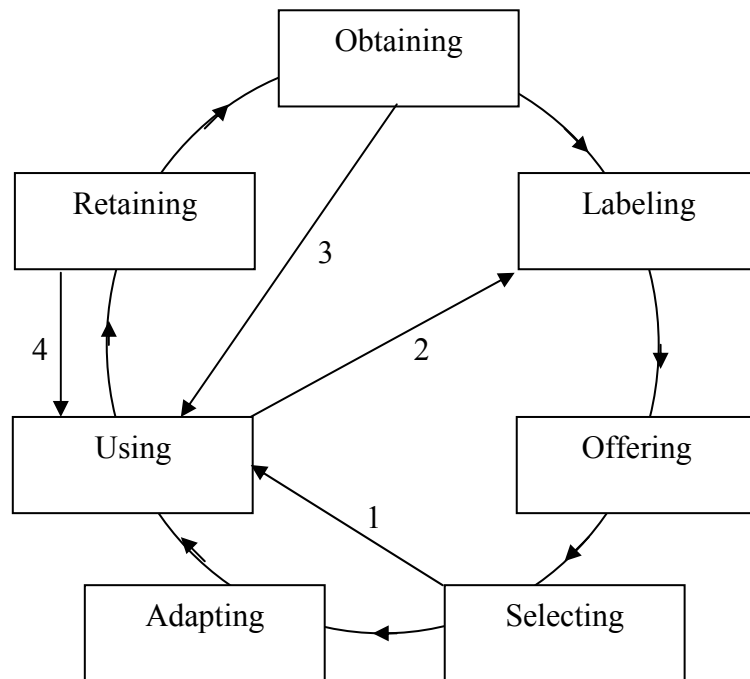 Obtaining
Retaining
Labeling
3
4
2
Using
Offering
1
Adapting
Selecting